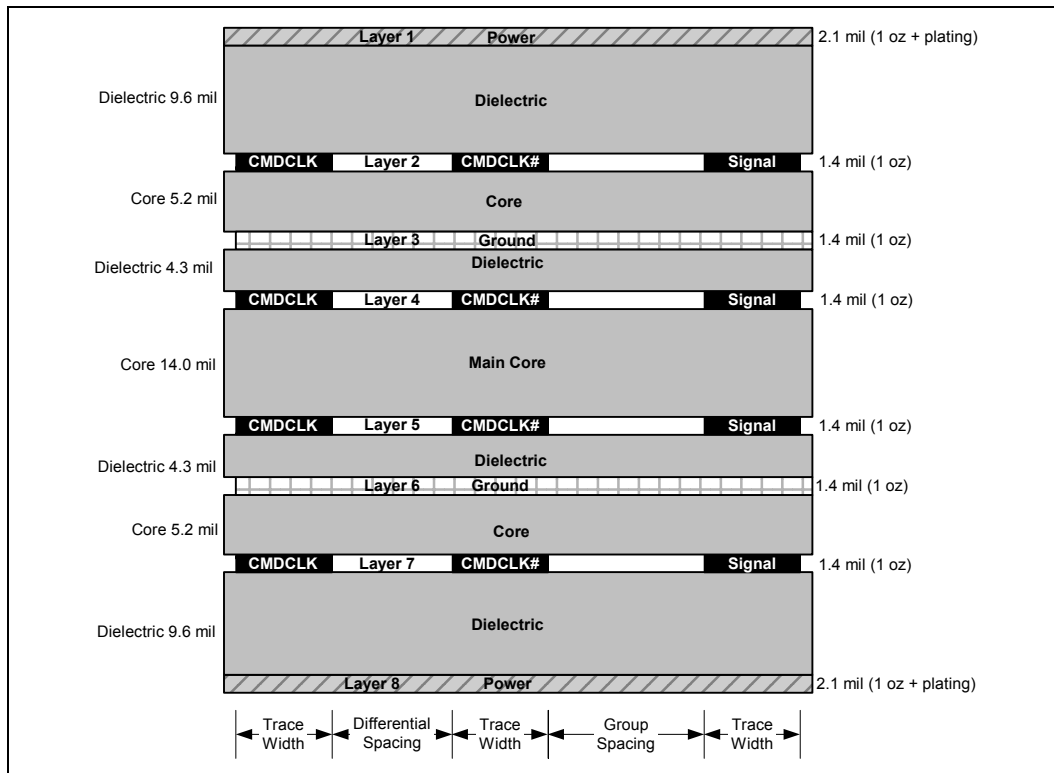 Layer 1 Power 2.1 mil (1 oz + plating)
Dielectric 9.6 mil Dielectric
CMDCLK Layer 2 CMDCLK# Signal 1.4 mil (1 oz)
Core 5.2 mil Core
Layer 3 Ground 1.4 mil (1 oz)
Dielectric 4.3 mil Dielectric
CMDCLK Layer 4 CMDCLK# Signal 1.4 mil (1 oz)
Core 14.0 mil Main Core
CMDCLK Layer 5 CMDCLK# Signal 1.4 mil (1 oz)
Dielectric 4.3 mil Dielectric
Layer 6 Ground 1.4 mil (1 oz)
Core 5.2 mil Core
CMDCLK Layer 7 CMDCLK# Signal 1.4 mil (1 oz)
Dielectric 9.6 mil Dielectric
Layer 8 Power 2.1 mil (1 oz + plating)
Trace Differential Trace Group Trace
Width Spacing Width Spacing Width